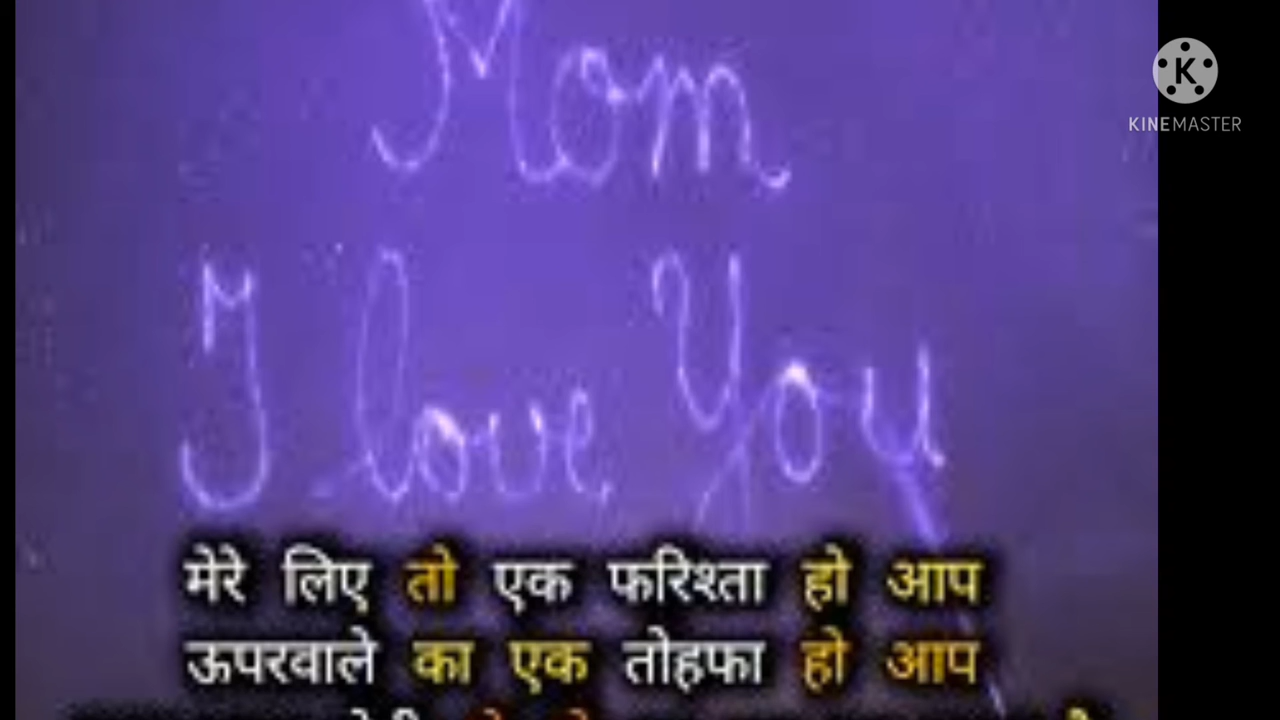 Mom
I love You
मेरे लिए तो एक फरिश्ता हो आप
ऊपरवाले का एक तोहफा हो आप
KINEMASTER